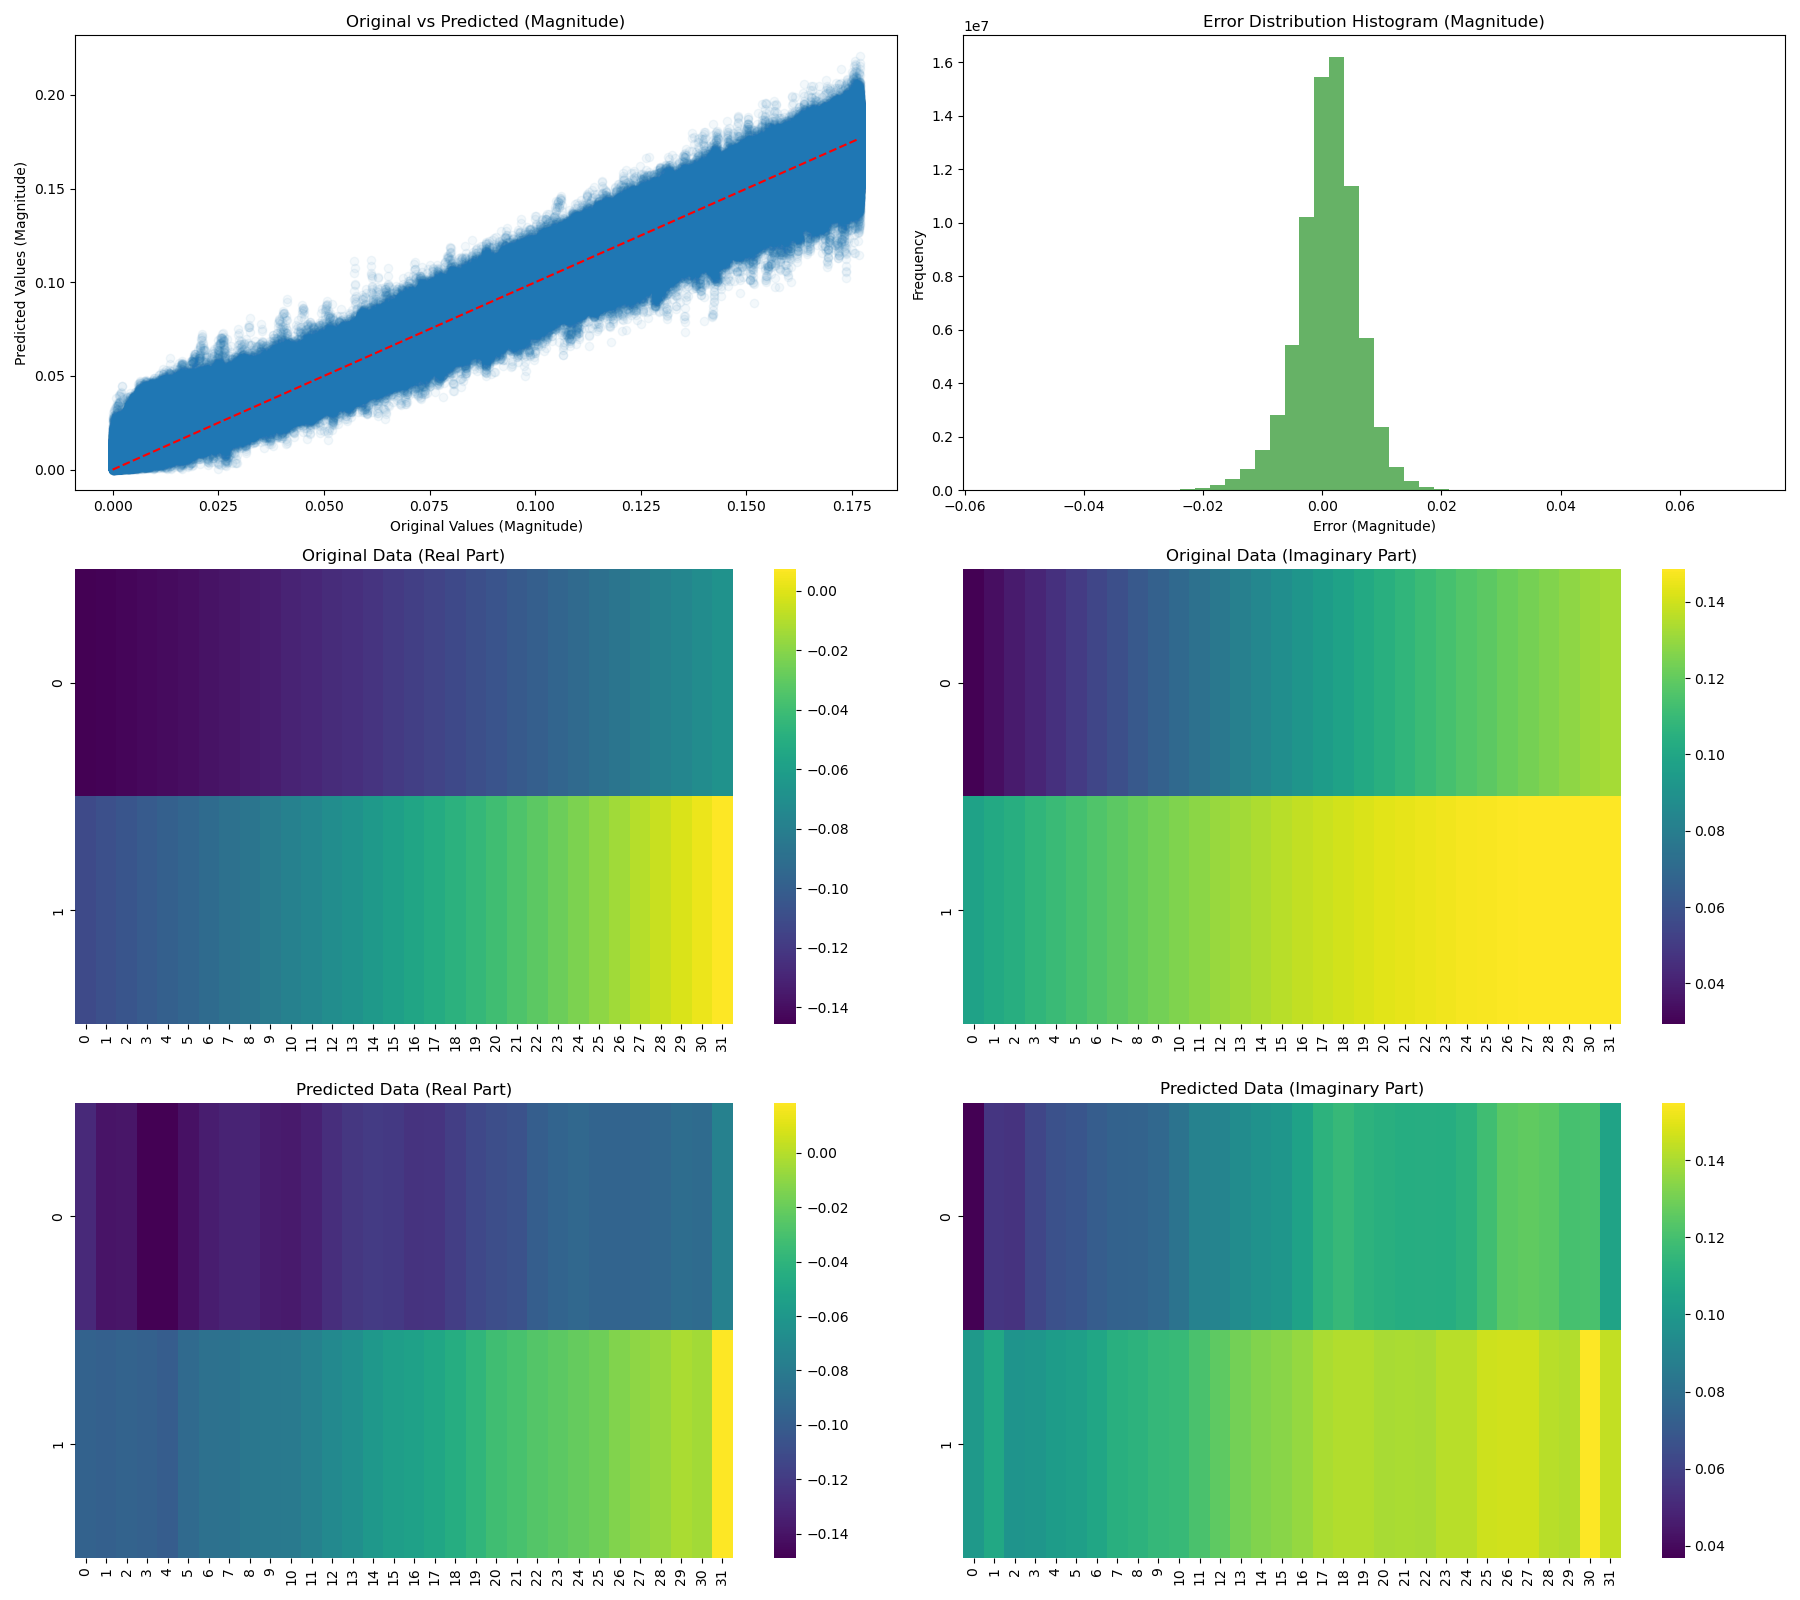 Original vs Predicted (Magnitude)
Predicted Values (Magnitude)
0.20
0.15
0.10
0.05
0.00
0.000 0.025 0.050 0.075 0.100 0.125 0.150 0.175
Original Values (Magnitude)
Error Distribution Histogram (Magnitude)
1e7
Frequency
1.6
1.4
1.2
1.0
0.8
0.6
0.4
0.2
0.0
−0.06 −0.04 −0.02 0.00 0.02 0.04 0.06
Error (Magnitude)
Original Data (Real Part)
0
1
0 1 2 3 4 5 6 7 8 9 10 11 12 13 14 15 16 17 18 19 20 21 22 23 24 25 26 27 28 29 30 31
0.00
−0.02
−0.04
−0.06
−0.08
−0.10
−0.12
−0.14
Original Data (Imaginary Part)
0
1
0 1 2 3 4 5 6 7 8 9 10 11 12 13 14 15 16 17 18 19 20 21 22 23 24 25 26 27 28 29 30 31
0.14
0.12
0.10
0.08
0.06
0.04
Predicted Data (Real Part)
0
1
0 1 2 3 4 5 6 7 8 9 10 11 12 13 14 15 16 17 18 19 20 21 22 23 24 25 26 27 28 29 30 31
0.00
−0.02
−0.04
−0.06
−0.08
−0.10
−0.12
−0.14
Predicted Data (Imaginary Part)
0
1
0 1 2 3 4 5 6 7 8 9 10 11 12 13 14 15 16 17 18 19 20 21 22 23 24 25 26 27 28 29 30 31
0.14
0.12
0.10
0.08
0.06
0.04